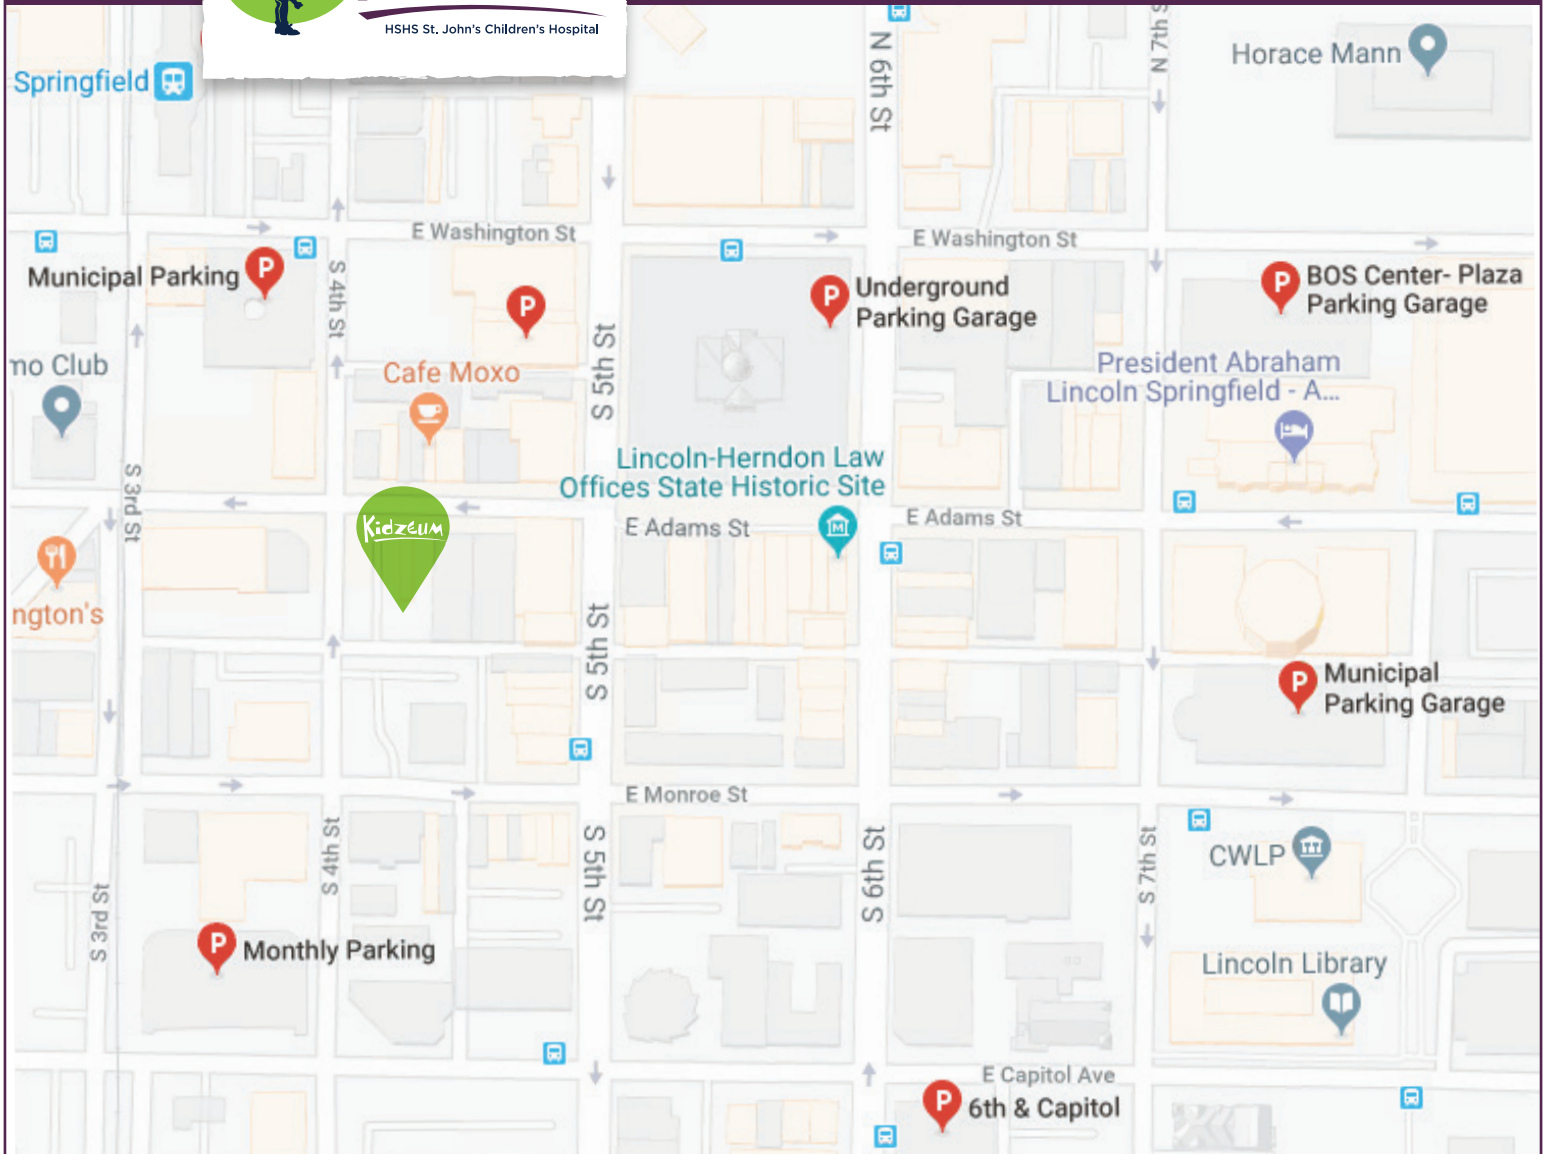 HSHS St. John's Children's Hospital
N 6th St
N 7th S
Horace Mann
Springfield
E Washington St
E Washington St
Municipal Parking
P
S 4th St
P
P
Underground
Parking Garage
P
BOS Center- Plaza
Parking Garage
mo Club
Cafe Moxo
S 5th St
President Abraham
Lincoln Springfield - A...
Lincoln-Herndon Law
Offices State Historic Site
S 3rd St
Kidzeum
E Adams St
M
E Adams St
ngton's
S 5th St
P
Municipal
Parking Garage
E Monroe St
S 4th St
S 5th St
S 6th St
S 7th St
CWLP
S 3rd St
P
Monthly Parking
Lincoln Library
E Capitol Ave
P
6th & Capitol